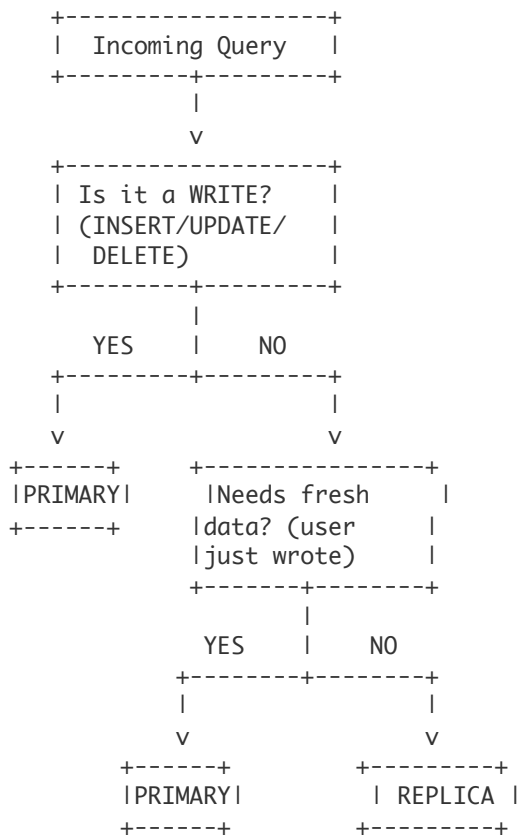 Incoming Query
Is it a WRITE?
(INSERT/UPDATE/
DELETE)
YES NO
PRIMARY
Needs fresh
data? (user
just wrote)
YES NO
PRIMARY REPLICA